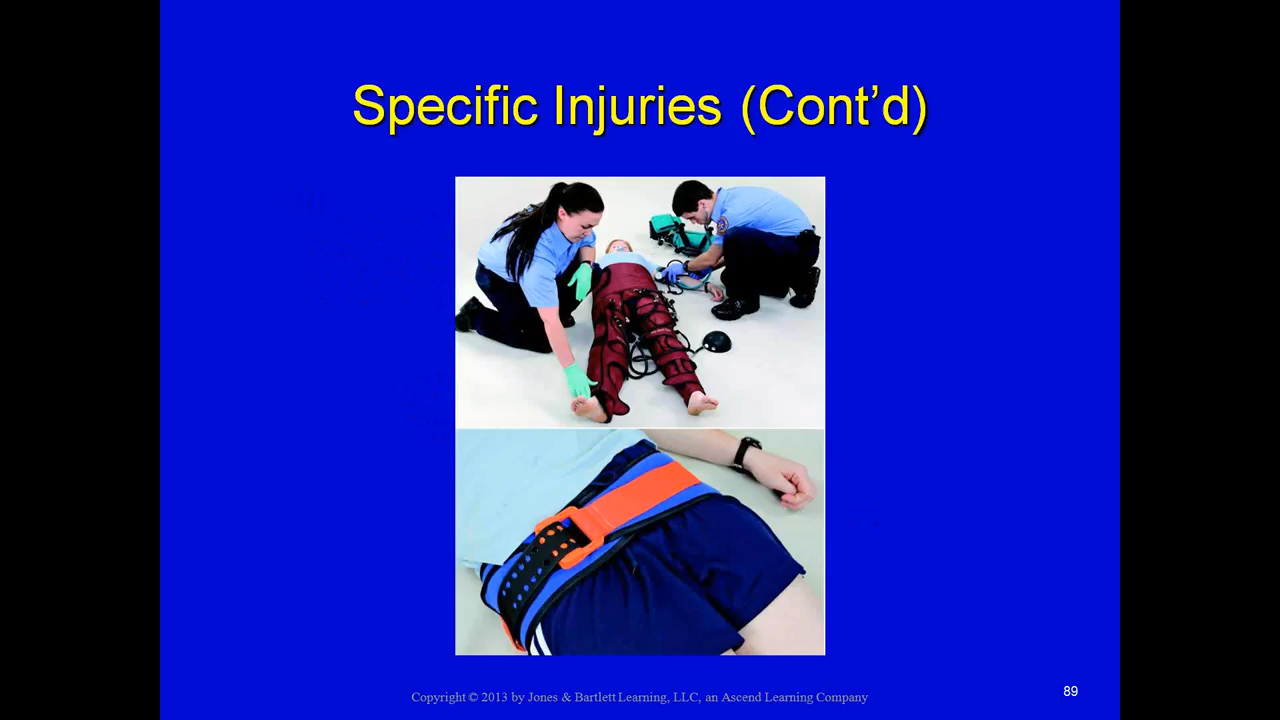 Specific Injuries (Cont’d)
Copyright © 2013 by Jones & Bartlett Learning, LLC, an Ascend Learning Company
89